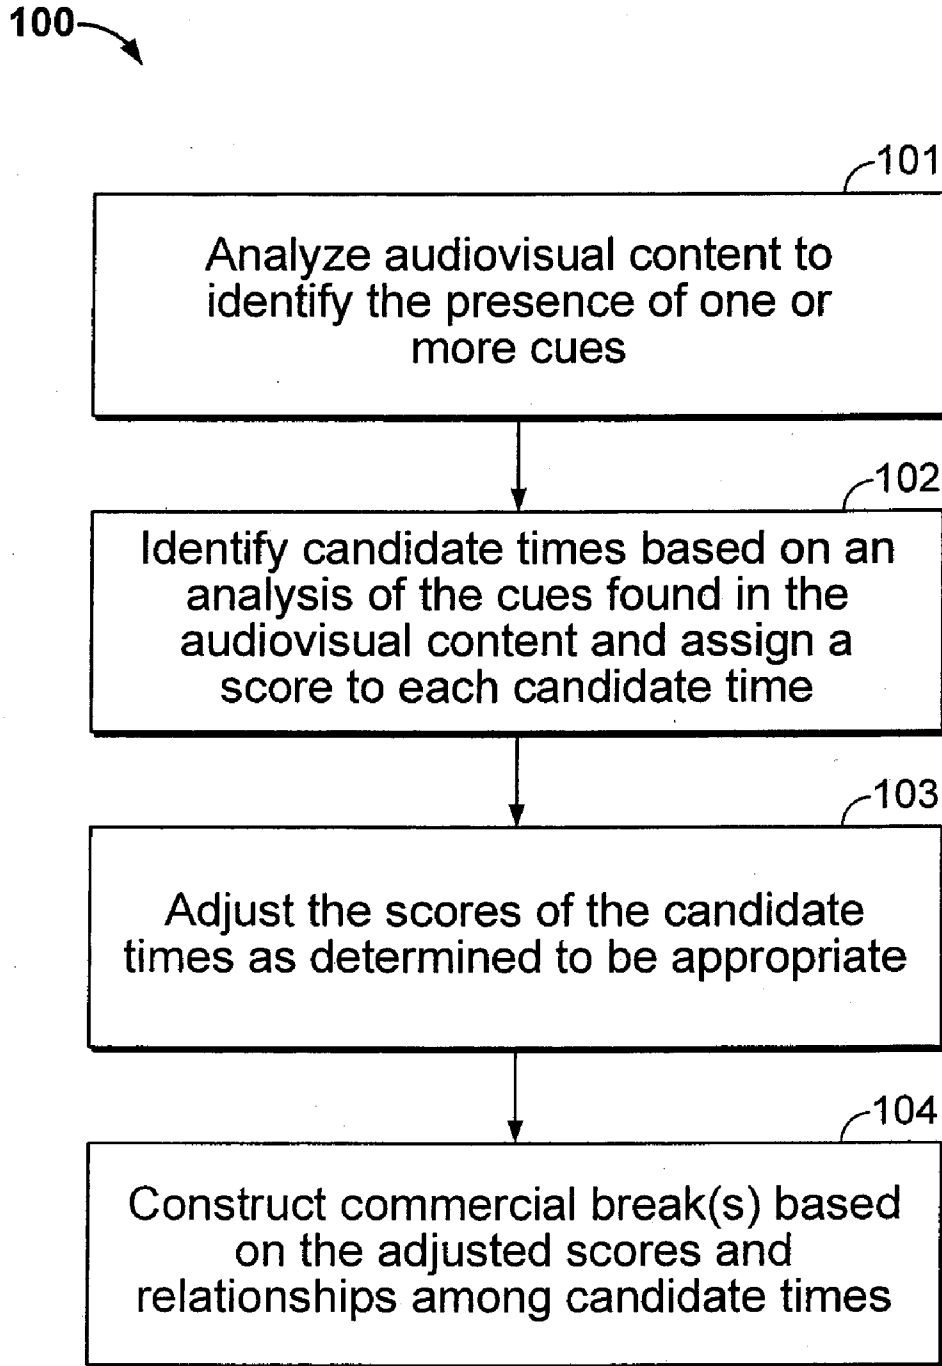 100
101
Analyze audiovisual content to
identify the presence of one or
more cues
102
Identify candidate times based on an
analysis of the cues found in the
audiovisual content and assign a
score to each candidate time
103
Adjust the scores of the candidate
times as determined to be appropriate
104
Construct commercial break(s) based
on the adjusted scores and
relationships among candidate times